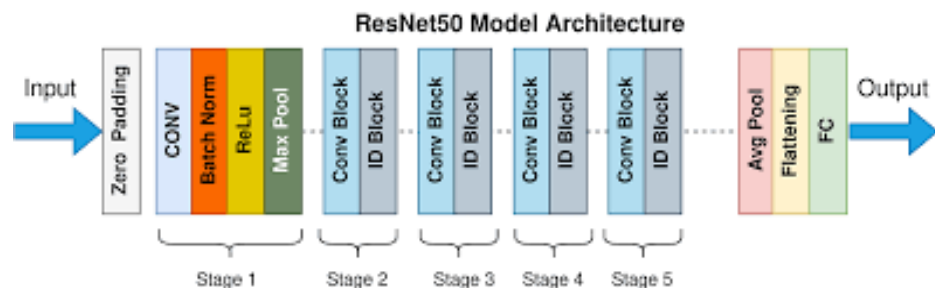 ResNet50 Model Architecture
Input
Zero Padding
CONV
Batch Norm
ReLu
Max Pool
Conv Block
ID Block
Conv Block
ID Block
Conv Block
ID Block
Conv Block
ID Block
Avg Pool
Flattening
FC
Output
Stage 1
Stage 2
Stage 3
Stage 4
Stage 5